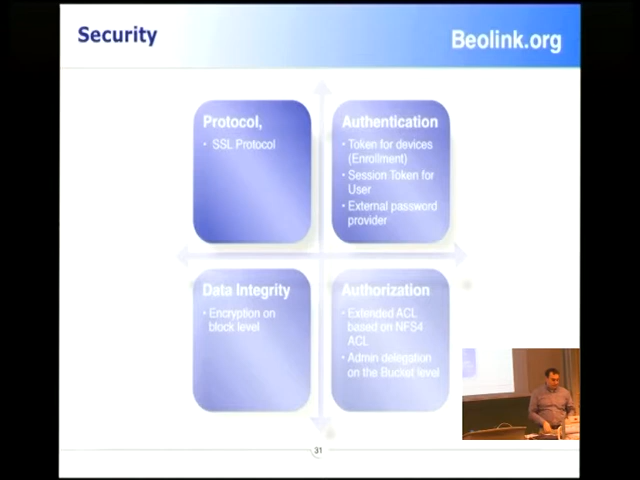 Security
Beolink.org
Protocol,
• SSL Protocol
Authentication
• Token for devices
(Enrollment)
• Session Token for
User
• External password
provider
Data Integrity
• Encryption on
block level
Authorization
• Extended ACL
based on NFS4
ACL
• Admin delegation
on the Bucket level
31